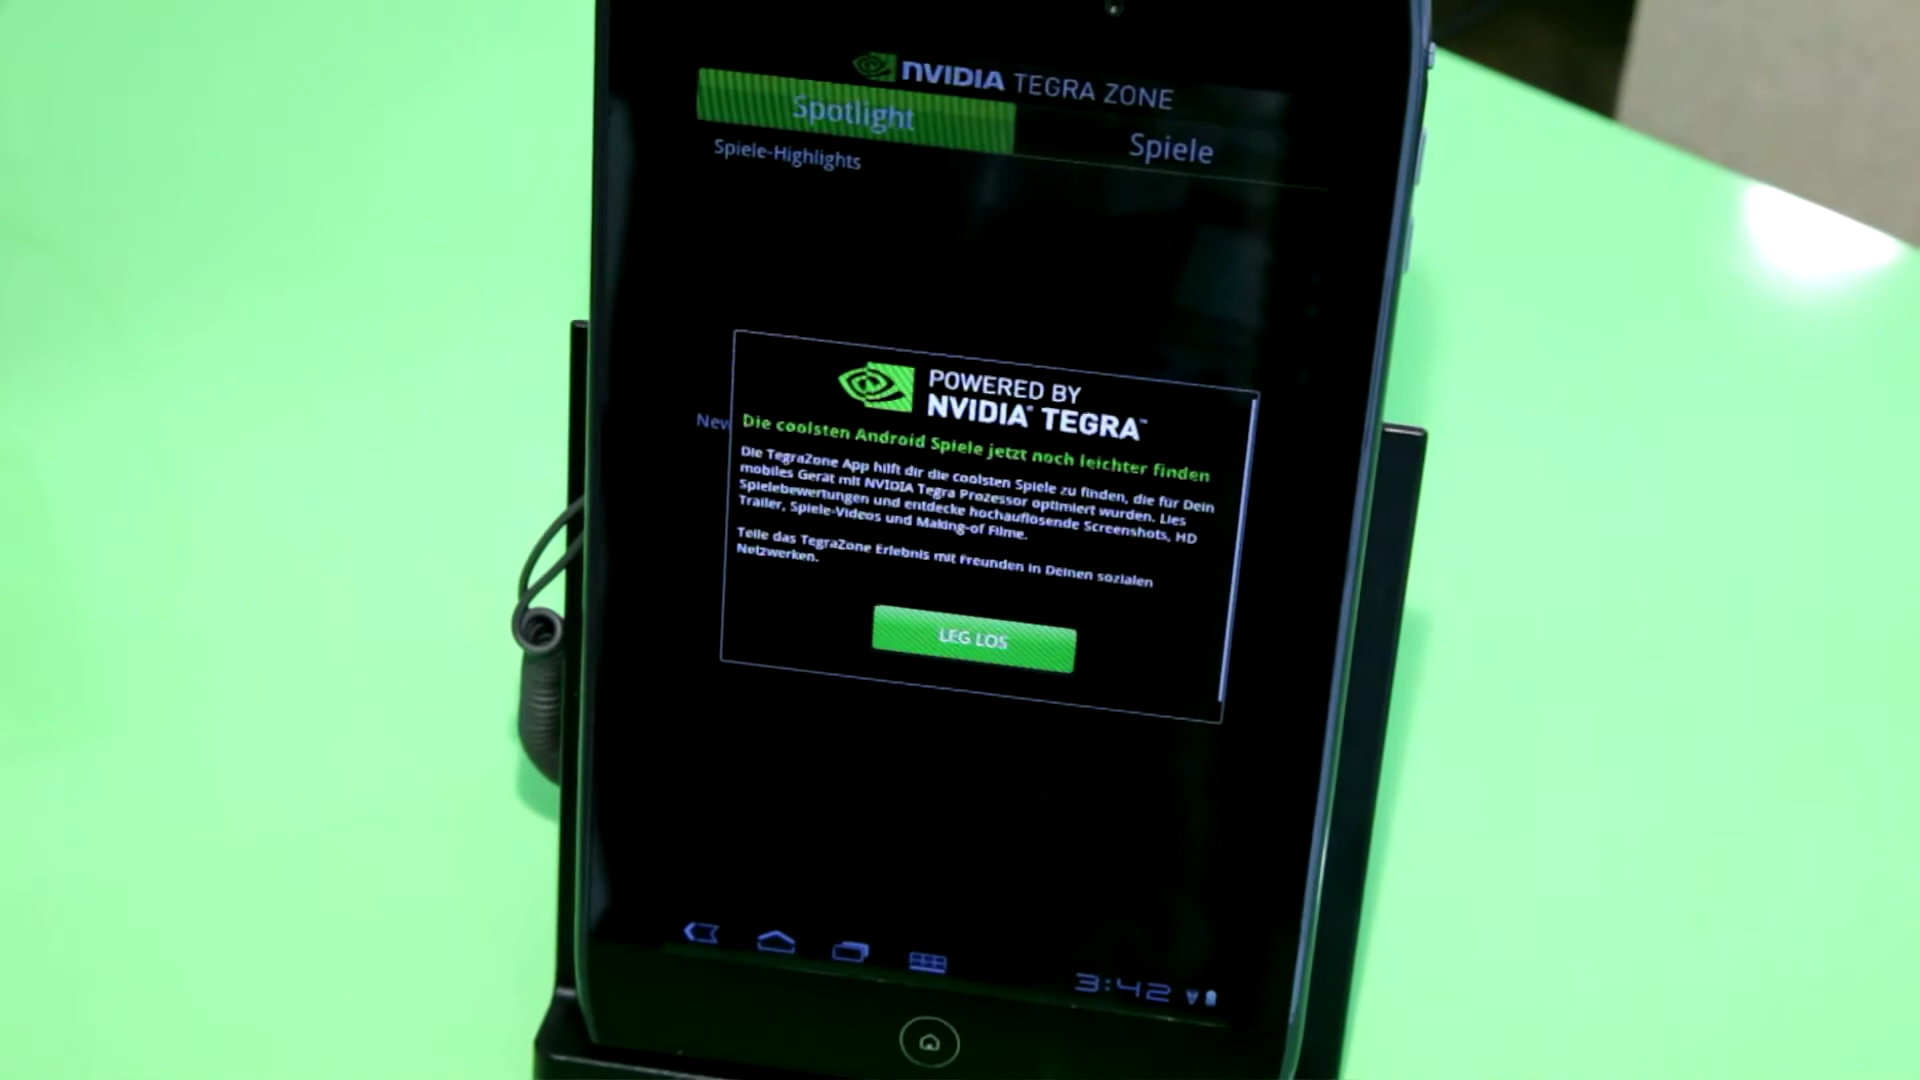 NVIDIA TEGRA ZONE
Spotlight
Spiele
Spiele-Highlights
New
POWERED BY
NVIDIA® TEGRA™
Die coolsten Android Spiele jetzt noch leichter finden
Die TegraZone App hilft dir die coolsten Spiele zu finden, die für Dein
mobiles Gerät mit NVIDIA Tegra Prozessor optimiert wurden. Lies
Spielebewertungen und entdecke hochauflösende Screenshots, HD
Trailer, Spiele-Videos und Making-of Filme.
Teile das TegraZone Erlebnis mit Freunden in Deinen sozialen
Netzwerken.
LEG LOS
3:42